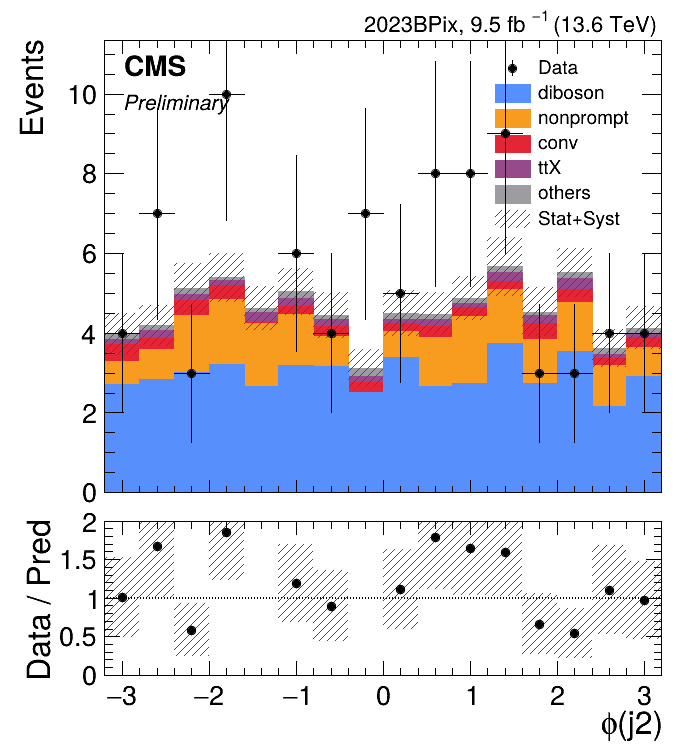 2023BPix, 9.5 fb⁻¹ (13.6 TeV)
Events
CMS
Preliminary
Data
diboson
nonprompt
conv
ttX
others
Stat+Syst
10
8
6
4
2
0
Data / Pred
2
1.5
1
0.5
0
−3 −2 −1 0 1 2 3
ϕ(j2)